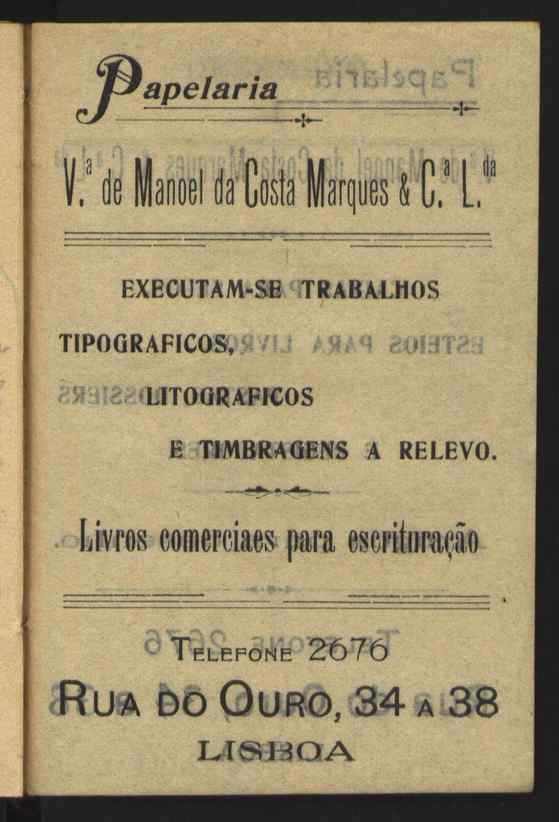 Papelaria
V.ª de Manoel da Costa Marques & C.ª L.da
EXECUTAM-SE TRABALHOS
TIPOGRAFICOS,
LITOGRAFICOS
E TIMBRAGENS A RELEVO.
Livros comerciaes para escrituração
TELEFONE 2676
RUA DO OURO, 34 A 38
LISBOA